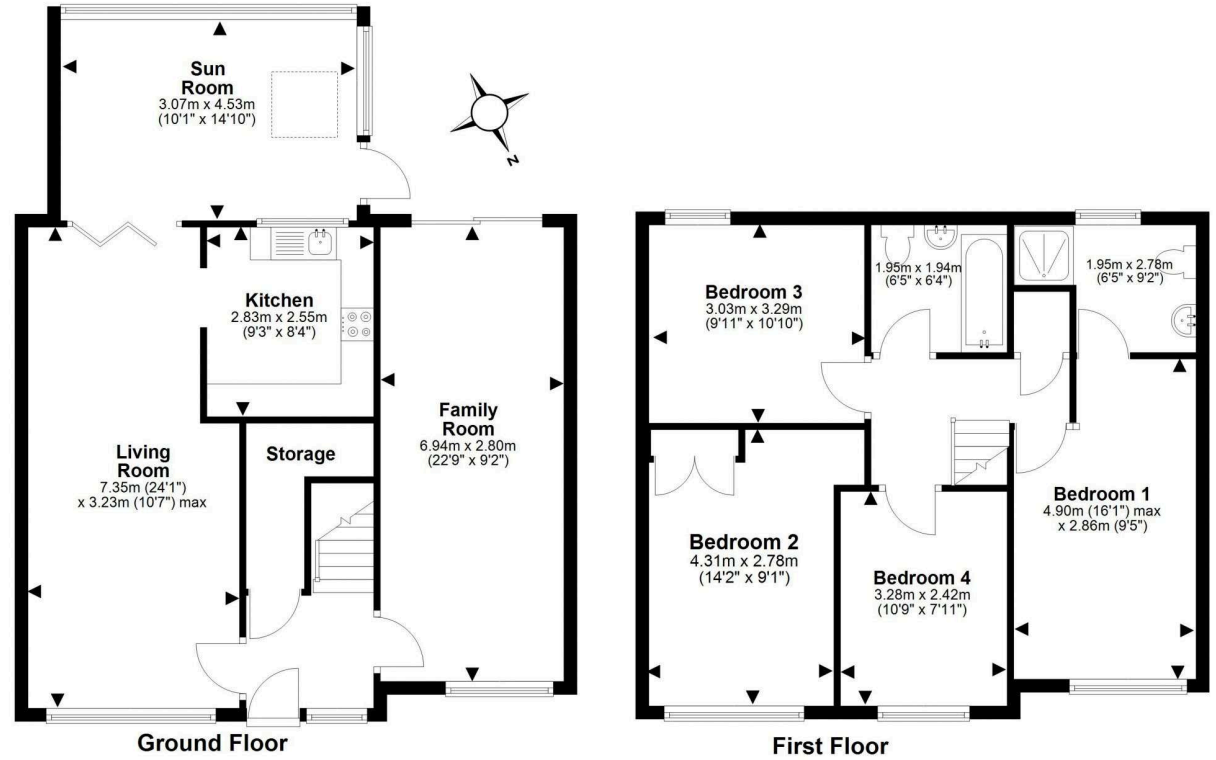 Sun
Room
3.07m x 4.53m
(10'1" x 14'10")
N
Kitchen
2.83m x 2.55m
(9'3" x 8'4")
Living
Room
7.35m (24'1")
x 3.23m (10'7") max
Storage
Family
Room
6.94m x 2.80m
(22'9" x 9'2")
Ground Floor
Bedroom 3
3.03m x 3.29m
(9'11" x 10'10")
1.95m x 1.94m
(6'5" x 6'4")
1.95m x 2.78m
(6'5" x 9'2")
Bedroom 2
4.31m x 2.78m
(14'2" x 9'1")
Bedroom 4
3.28m x 2.42m
(10'9" x 7'11")
Bedroom 1
4.90m (16'1") max
x 2.86m (9'5")
First Floor